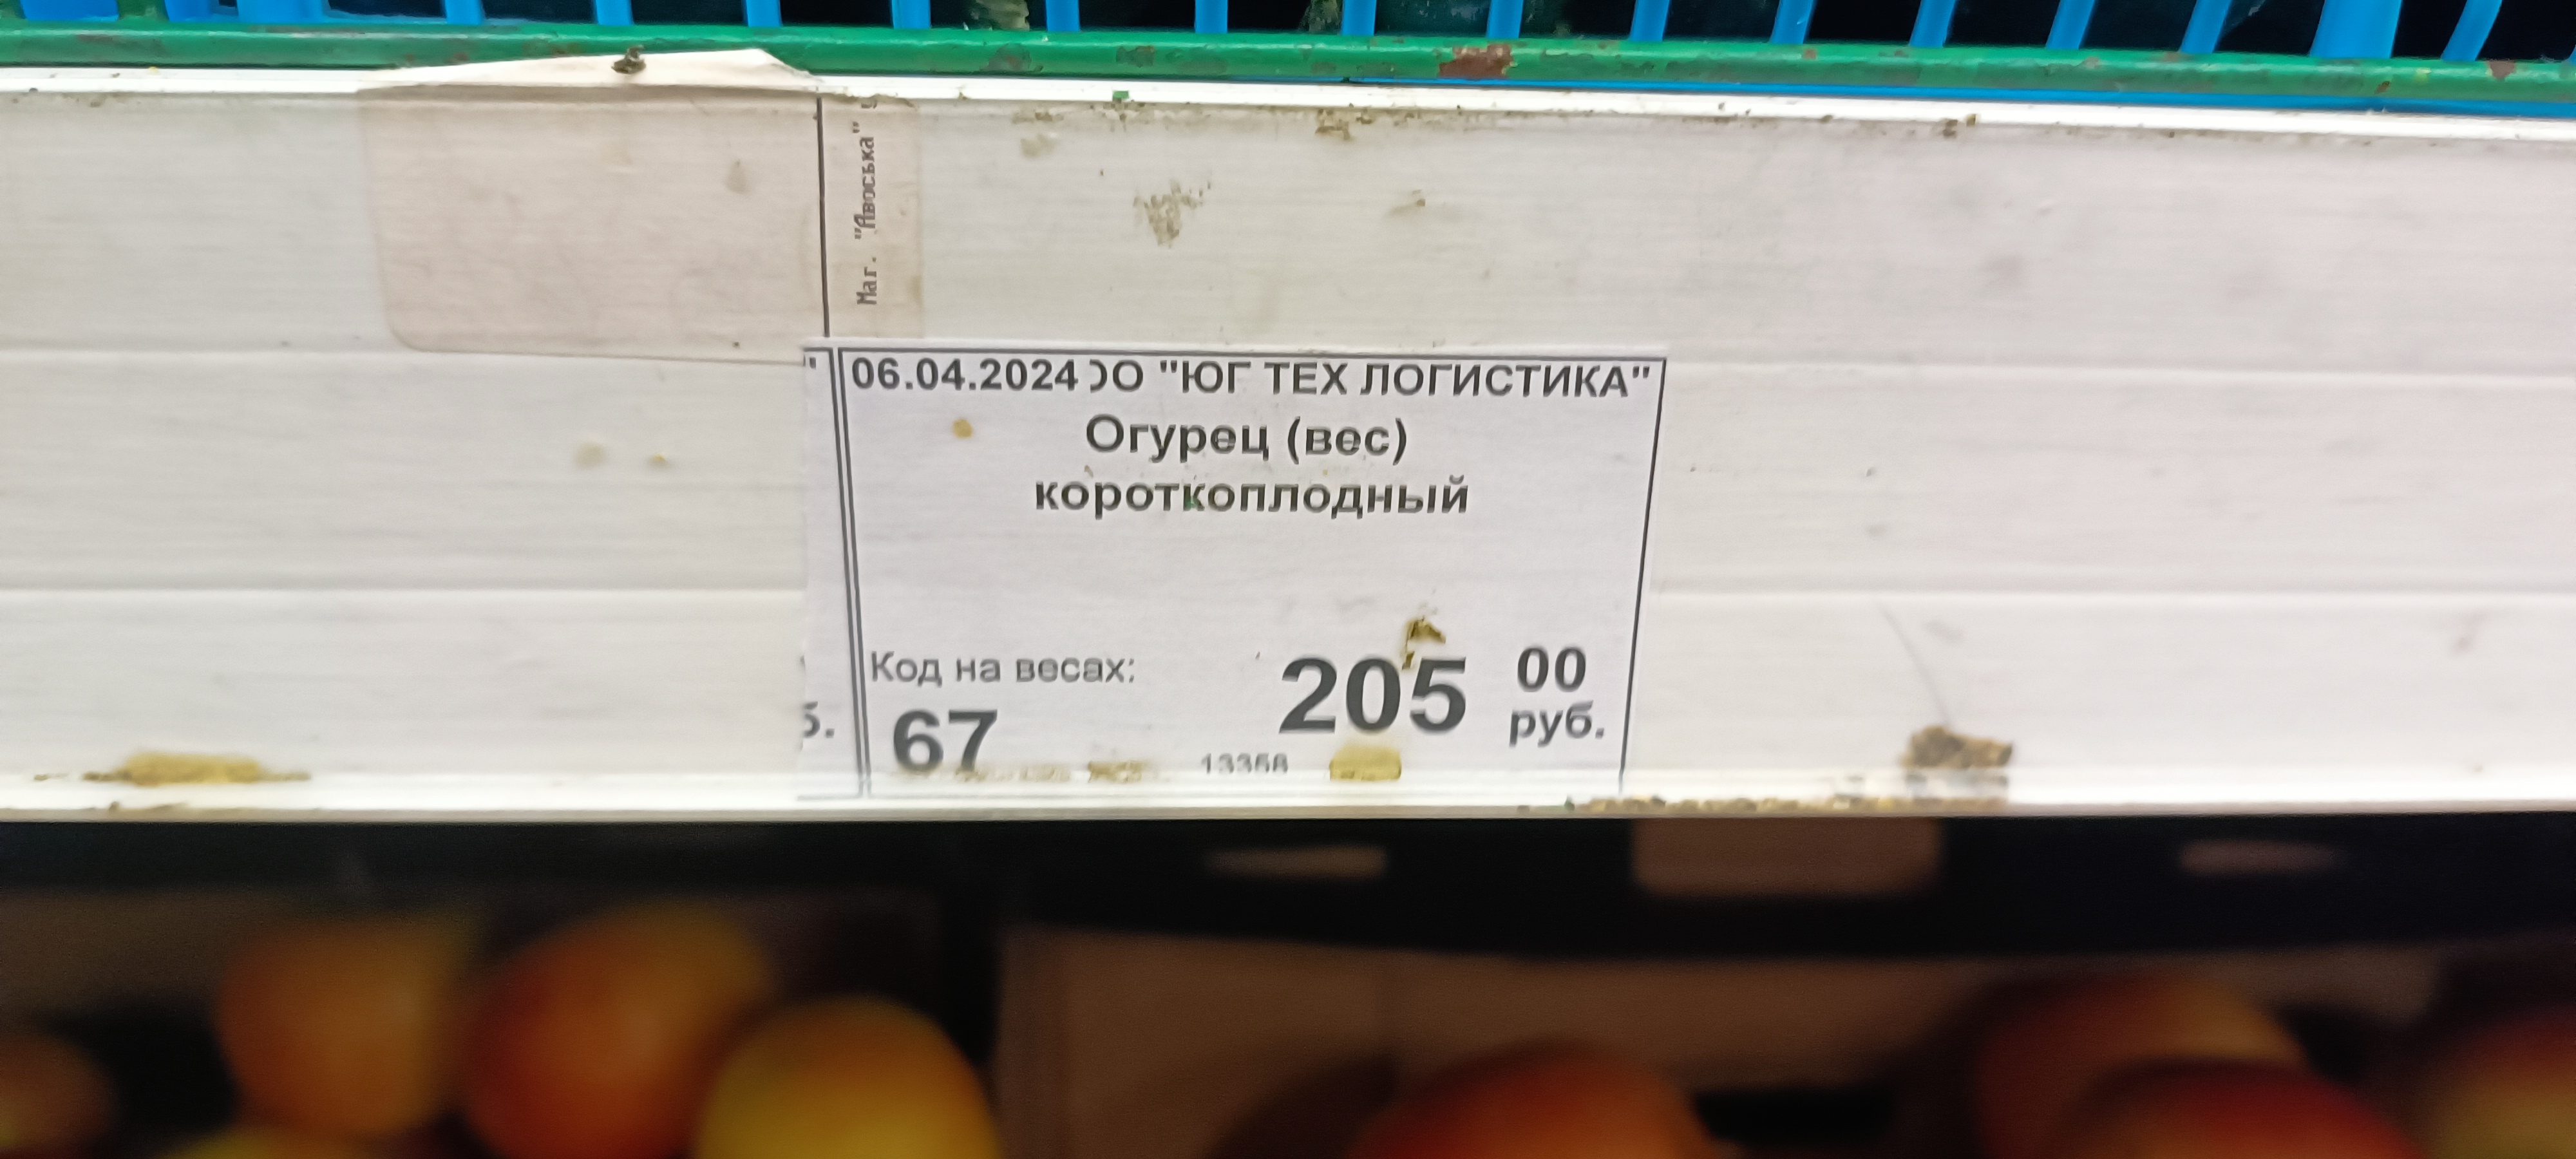 Маг. "Авоська"
06.04.2024 ОО "ЮГ ТЕХ ЛОГИСТИКА"
Огурец (вес)
короткоплодный
Код на весах:
67
205 00
руб.
13358
б.